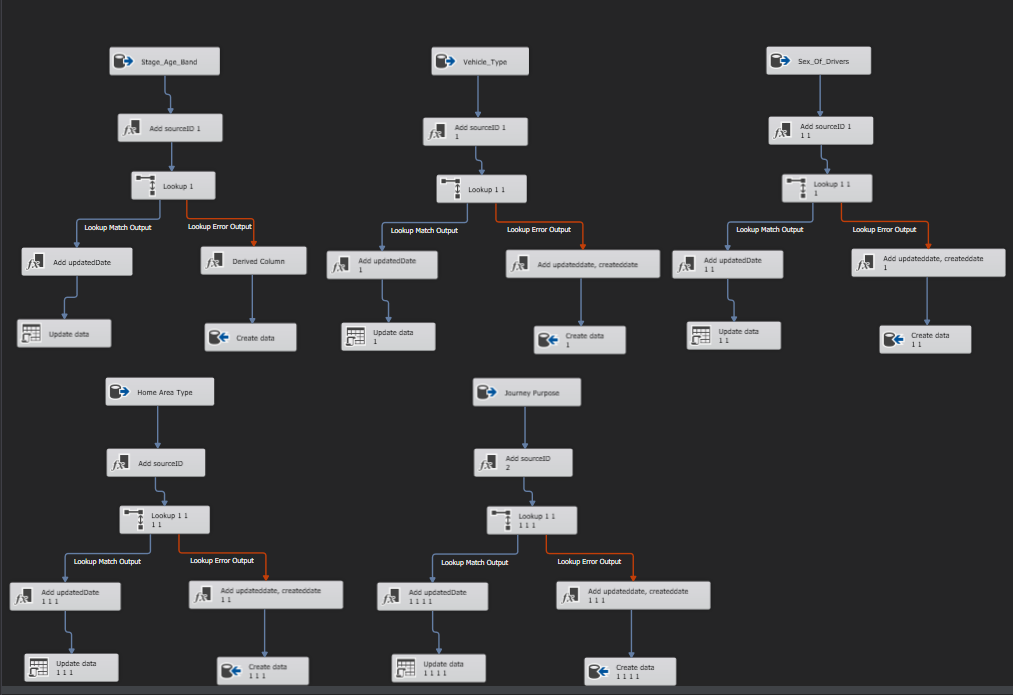 Stage_Age_Band
Vehicle_Type
Sex_Of_Drivers
Add sourceID 1
Add sourceID 1
1
Add sourceID 1
1 1
Lookup 1
Lookup 1 1
Lookup 1 1
1
Lookup Match Output
Lookup Error Output
Lookup Match Output
Lookup Error Output
Lookup Match Output
Lookup Error Output
Add updatedDate
Derived Column
Add updatedDate
1
Add updateddate, createddate
Add updatedDate
1 1
Add updateddate, createddate
1
Update data
Create data
Update data
1
Create data
1
Update data
1 1
Create data
1 1
Home Area Type
Journey Purpose
Add sourceID
Add sourceID
2
Lookup 1 1
1 1
Lookup 1 1
1 1 1
Lookup Match Output
Lookup Error Output
Lookup Match Output
Lookup Error Output
Add updatedDate
1 1 1
Add updateddate, createddate
1 1
Add updatedDate
1 1 1 1
Add updateddate, createddate
1 1 1
Update data
1 1 1
Create data
1 1 1
Update data
1 1 1 1
Create data
1 1 1 1